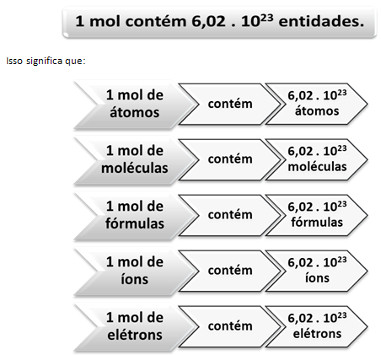 1 mol contém 6,02 . 10²³ entidades.
Isso significa que:
1 mol de
átomos
contém
6,02 . 10²³
átomos
1 mol de
moléculas
contém
6,02 . 10²³
moléculas
1 mol de
fórmulas
contém
6,02 . 10²³
fórmulas
1 mol de
íons
contém
6,02 . 10²³
íons
1 mol de
elétrons
contém
6,02 . 10²³
elétrons